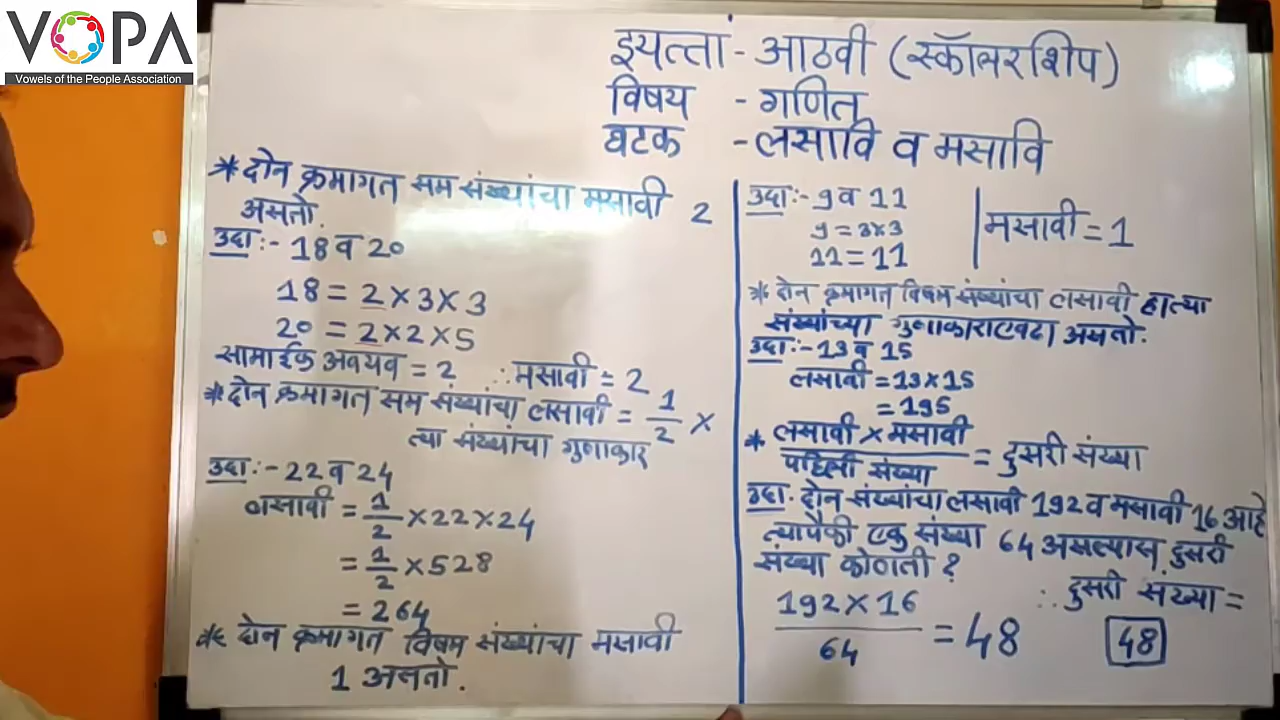 VOPA
Vowels of the People Association
इयत्ता - आठवी (स्कॉलरशिप)
विषय - गणित
घटक - लसावि व मसावि
* दोन क्रमागत सम संख्यांचा मसावी 2
असतो.
उदा :- 18 व 20
18 = 2 × 3 × 3
20 = 2 × 2 × 5
सामाईक अवयव = 2 ∴ मसावी = 2
* दोन क्रमागत सम संख्यांचा लसावी = 1/2 ×
त्या संख्यांचा गुणाकार
उदा :- 22 व 24
लसावी = 1/2 × 22 × 24
= 1/2 × 528
= 264
* दोन क्रमागत विषम संख्यांचा मसावी
1 असतो.
उदा :- 9 व 11
9 = 3×3
11 = 11
मसावी = 1
* दोन क्रमागत विषम संख्यांचा लसावी हा त्या
संख्यांच्या गुणाकाराएवढा असतो.
उदा :- 13 व 15
लसावी = 13 × 15
= 195
* लसावी × मसावी / पहिली संख्या = दुसरी संख्या
उदा. दोन संख्यांचा लसावी 192 व मसावी 16 आहे
त्यापैकी एक संख्या 64 असल्यास दुसरी
संख्या कोणती ?
192 × 16 / 64 = 48
∴ दुसरी संख्या =
48